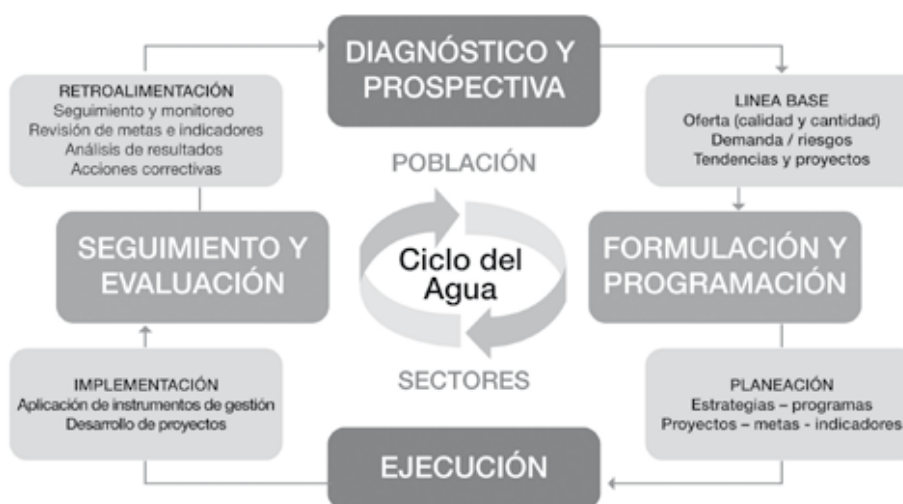 DIAGNÓSTICO Y
PROSPECTIVA
RETROALIMENTACIÓN
Seguimiento y monitoreo
Revisión de metas e indicadores
Análisis de resultados
Acciones correctivas
LINEA BASE
Oferta (calidad y cantidad)
Demanda / riesgos
Tendencias y proyectos
POBLACIÓN
SEGUIMIENTO Y
EVALUACIÓN
Ciclo del
Agua
FORMULACIÓN Y
PROGRAMACIÓN
SECTORES
IMPLEMENTACIÓN
Aplicación de instrumentos de gestión
Desarrollo de proyectos
PLANEACIÓN
Estrategias – programas
Proyectos – metas - indicadores
EJECUCIÓN